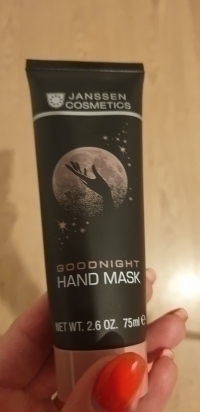 JANSSEN
COSMETICS
GOODNIGHT
HAND MASK
NET WT. 2.6 OZ. 75ml ℮